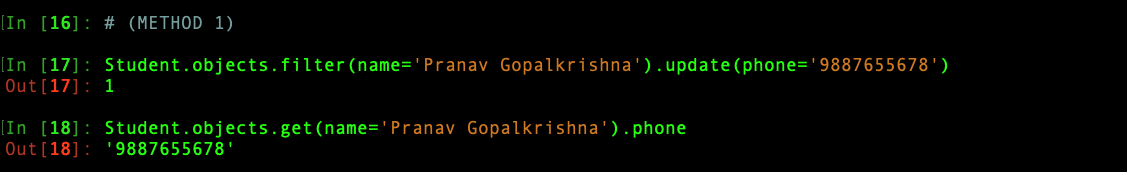 In [16]: # (METHOD 1)
In [17]: Student.objects.filter(name='Pranav Gopalkrishna').update(phone='9887655678')
Out[17]: 1
In [18]: Student.objects.get(name='Pranav Gopalkrishna').phone
Out[18]: '9887655678'